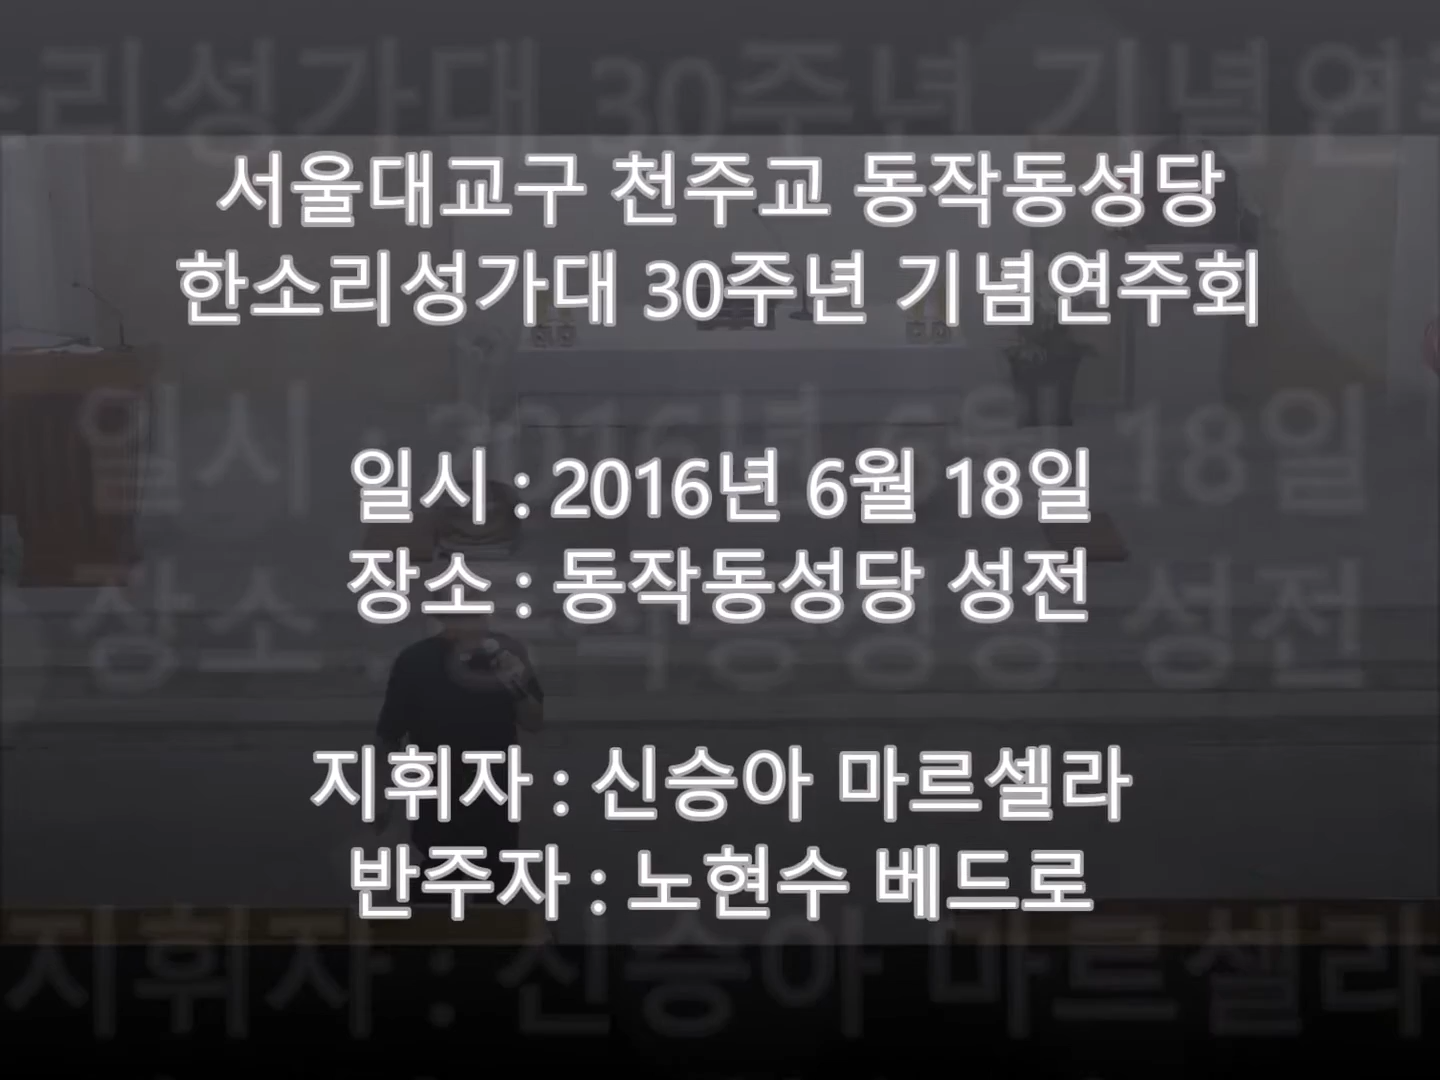 서울대교구 천주교 동작동성당
한소리성가대 30주년 기념연주회
일시 : 2016년 6월 18일
장소 : 동작동성당 성전
지휘자 : 신승아 마르셀라
반주자 : 노현수 베드로